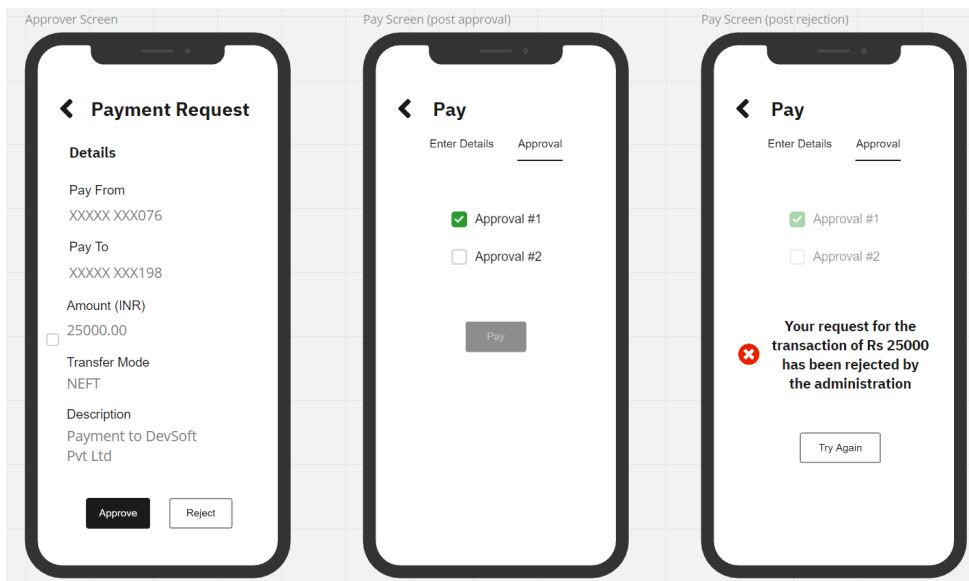 Approver Screen
Payment Request
Details
Pay From
XXXXX XXX076
Pay To
XXXXX XXX198
Amount (INR)
25000.00
Transfer Mode
NEFT
Description
Payment to DevSoft
Pvt Ltd
Approve
Reject
Pay Screen (post approval)
Pay
Enter Details
Approval
Approval #1
Approval #2
Pay
Pay Screen (post rejection)
Pay
Enter Details
Approval
Approval #1
Approval #2
Your request for the
transaction of Rs 25000
has been rejected by
the administration
Try Again